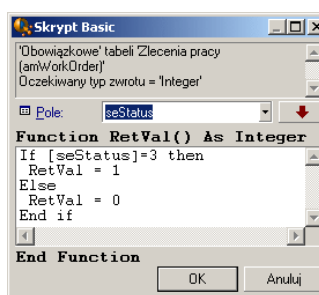 Skrypt Basic
'Obowiązkowe' tabeli 'Zlecenia pracy
(amWorkOrder)'
Oczekiwany typ zwrotu = 'Integer'
Pole: seStatus
Function RetVal() As Integer
If [seStatus]=3 then
RetVal = 1
Else
RetVal = 0
End if
End Function
OK Anuluj